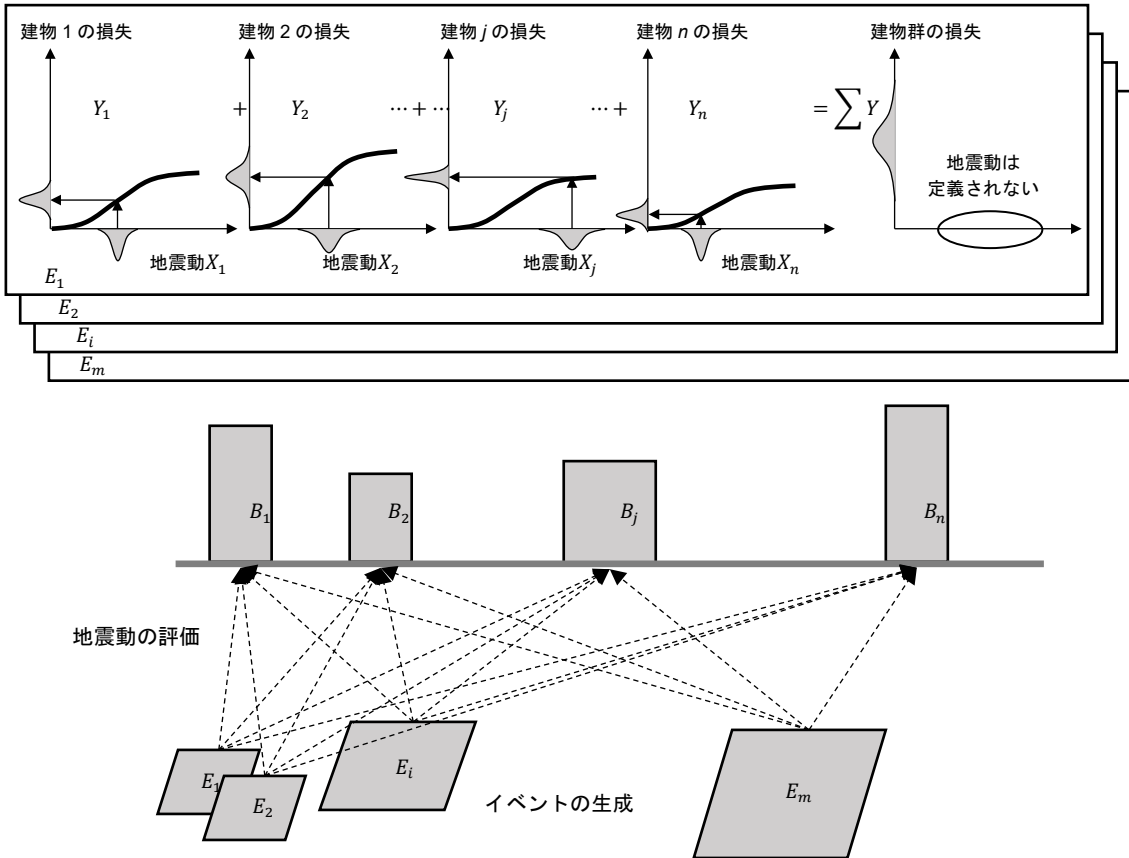 建物 1 の損失 建物 2 の損失 建物 j の損失 建物 n の損失 建物群の損失
Y₁ + Y₂ ⋯ + ⋯ Yⱼ ⋯ + Yₙ = ∑ Y
地震動は
定義されない
地震動X₁ 地震動X₂ 地震動Xⱼ 地震動Xₙ
E₁
E₂
Eᵢ
Eₘ
B₁ B₂ Bⱼ Bₙ
地震動の評価
E₁ E₂ Eᵢ Eₘ
イベントの生成